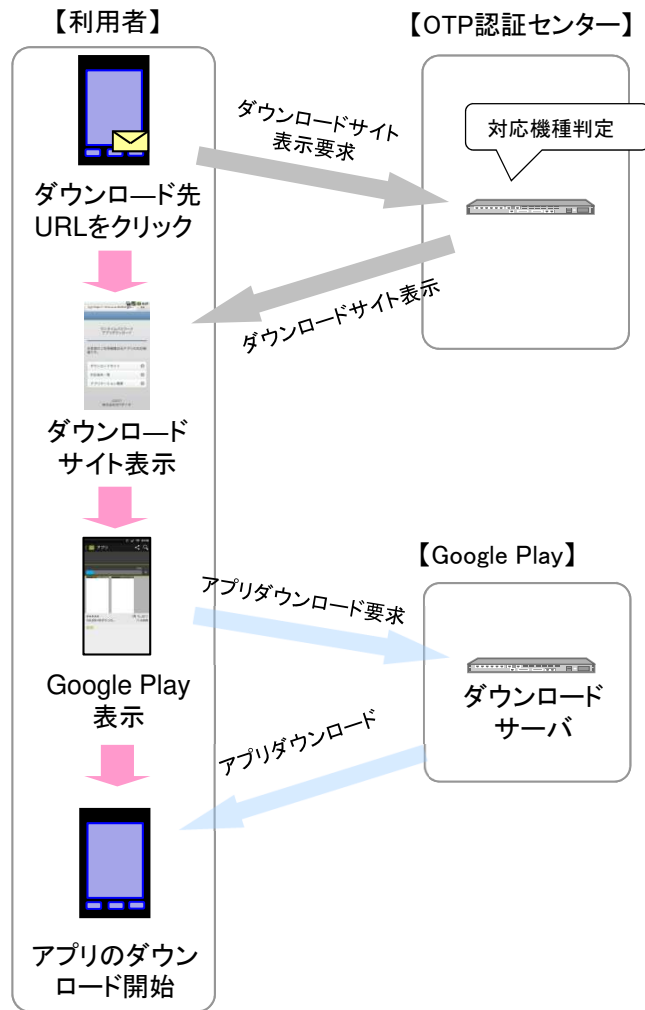 【利用者】
【OTP認証センター】
ダウンロードサイト
表示要求
対応機種判定
ダウンロード先
URLをクリック
ダウンロードサイト表示
ダウンロード
サイト表示
【Google Play】
アプリダウンロード要求
Google Play
表示
ダウンロード
サーバ
アプリダウンロード
アプリのダウン
ロード開始